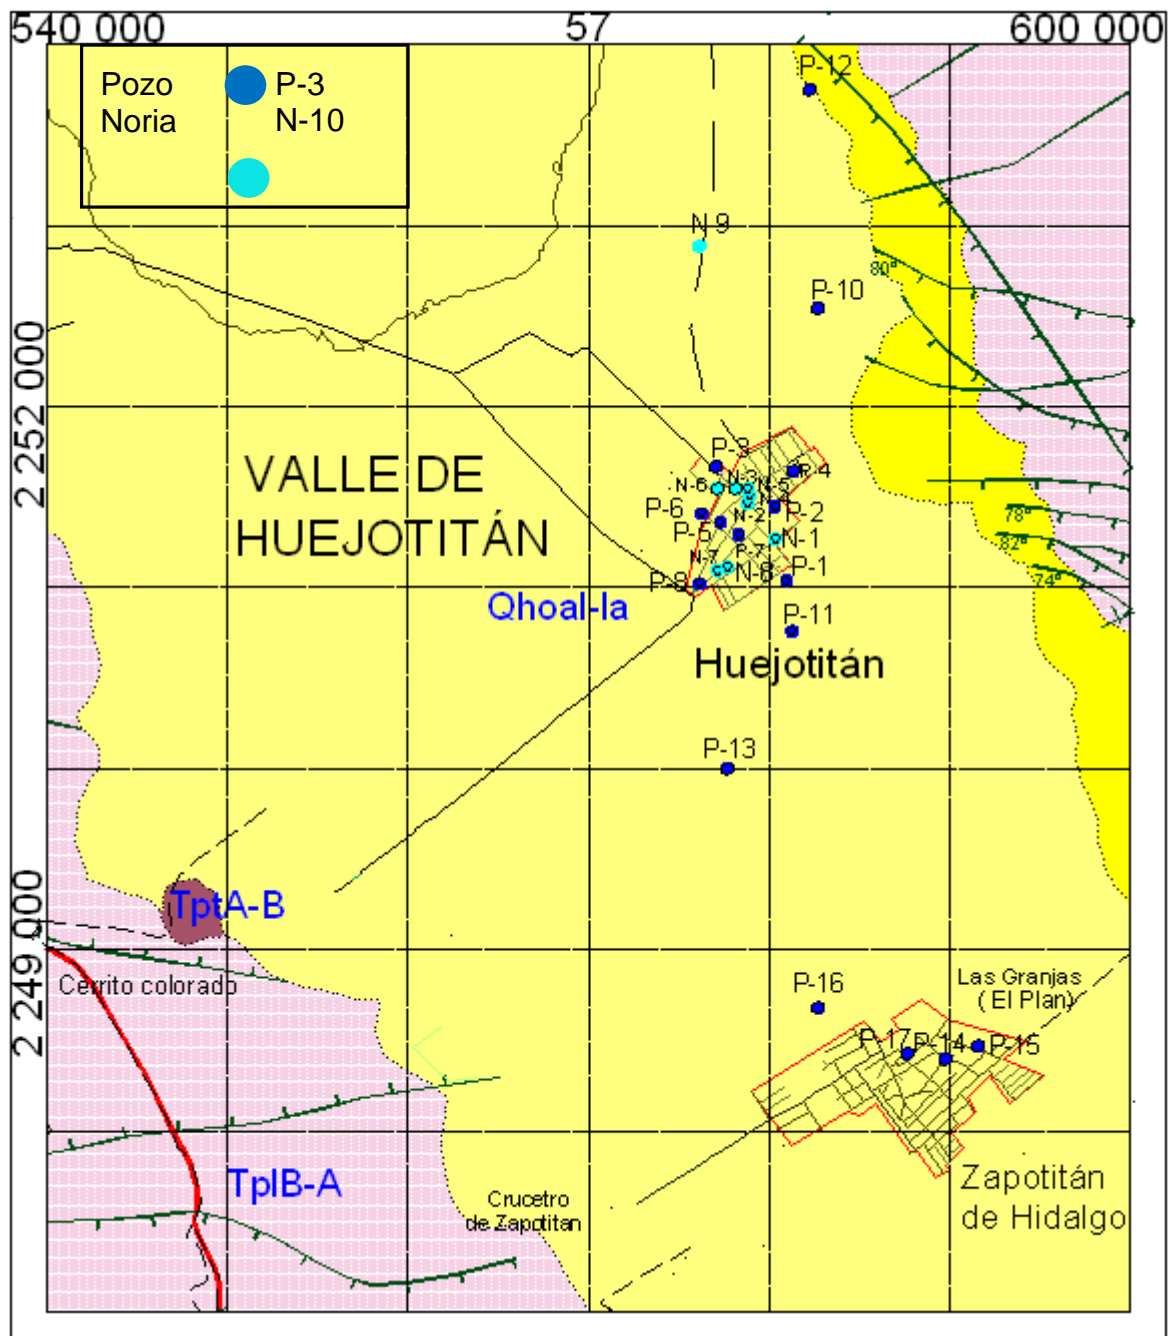 540 000
57
600 000
Pozo
P-3
Noria
N-10
P-12
N 9
80°
P-10
2 252 000
VALLE DE
HUEJOTITÁN
P-3
P-4
N-6
N-3
N-5
N-4
P-6
N-2
P-2
P-5
N-1
P-7
N-7
N-8
P-1
P-8
78°
82°
74°
Qhoal-la
P-11
Huejotitán
P-13
TptA-B
2 249 000
Cerrito colorado
P-16
Las Granjas
( El Plan)
P-17
P-14
P-15
TplB-A
Crucetro
de Zapotitan
Zapotitán
de Hidalgo